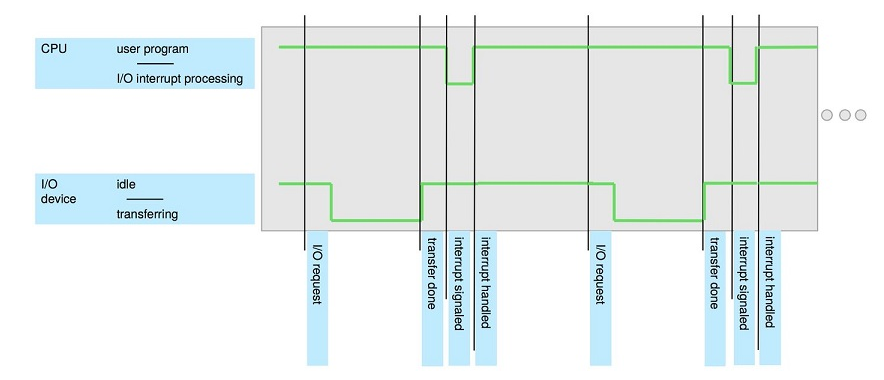 CPU
user program
I/O interrupt processing
I/O
device
idle
transferring
I/O request
transfer done
interrupt signaled
interrupt handled
I/O request
transfer done
interrupt signaled
interrupt handled